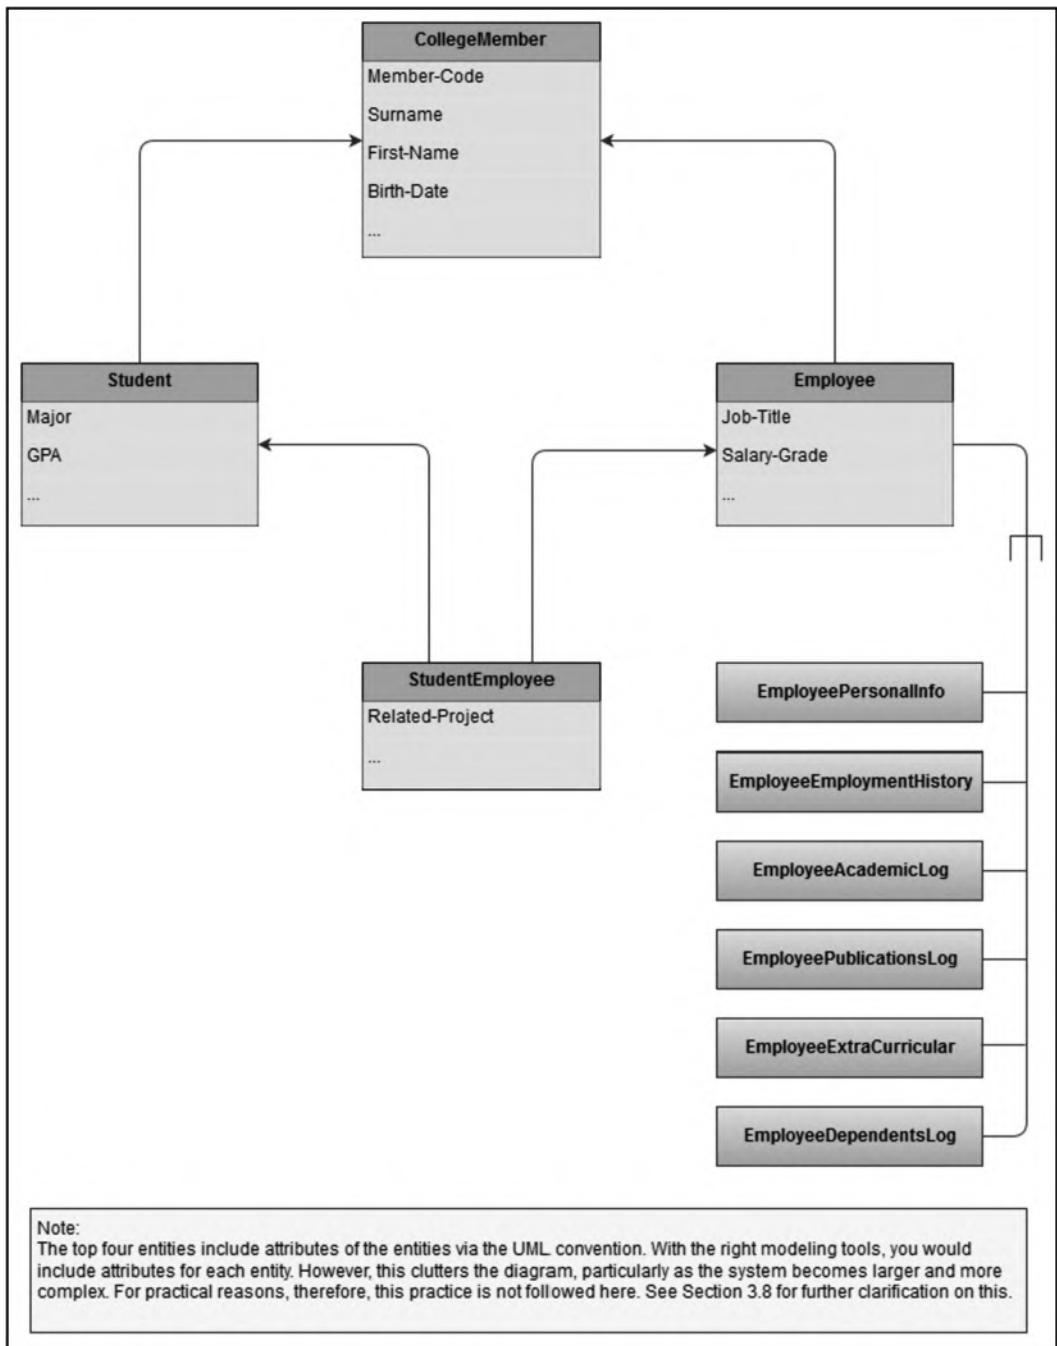 CollegeMember
Member-Code
Surname
First-Name
Birth-Date
...
Student
Major
GPA
...
Employee
Job-Title
Salary-Grade
...
StudentEmployee
Related-Project
...
EmployeePersonalInfo
EmployeeEmploymentHistory
EmployeeAcademicLog
EmployeePublicationsLog
EmployeeExtraCurricular
EmployeeDependentsLog
Note:
The top four entities include attributes of the entities via the UML convention. With the right modeling tools, you would
include attributes for each entity. However, this clutters the diagram, particularly as the system becomes larger and more
complex. For practical reasons, therefore, this practice is not followed here. See Section 3.8 for further clarification on this.